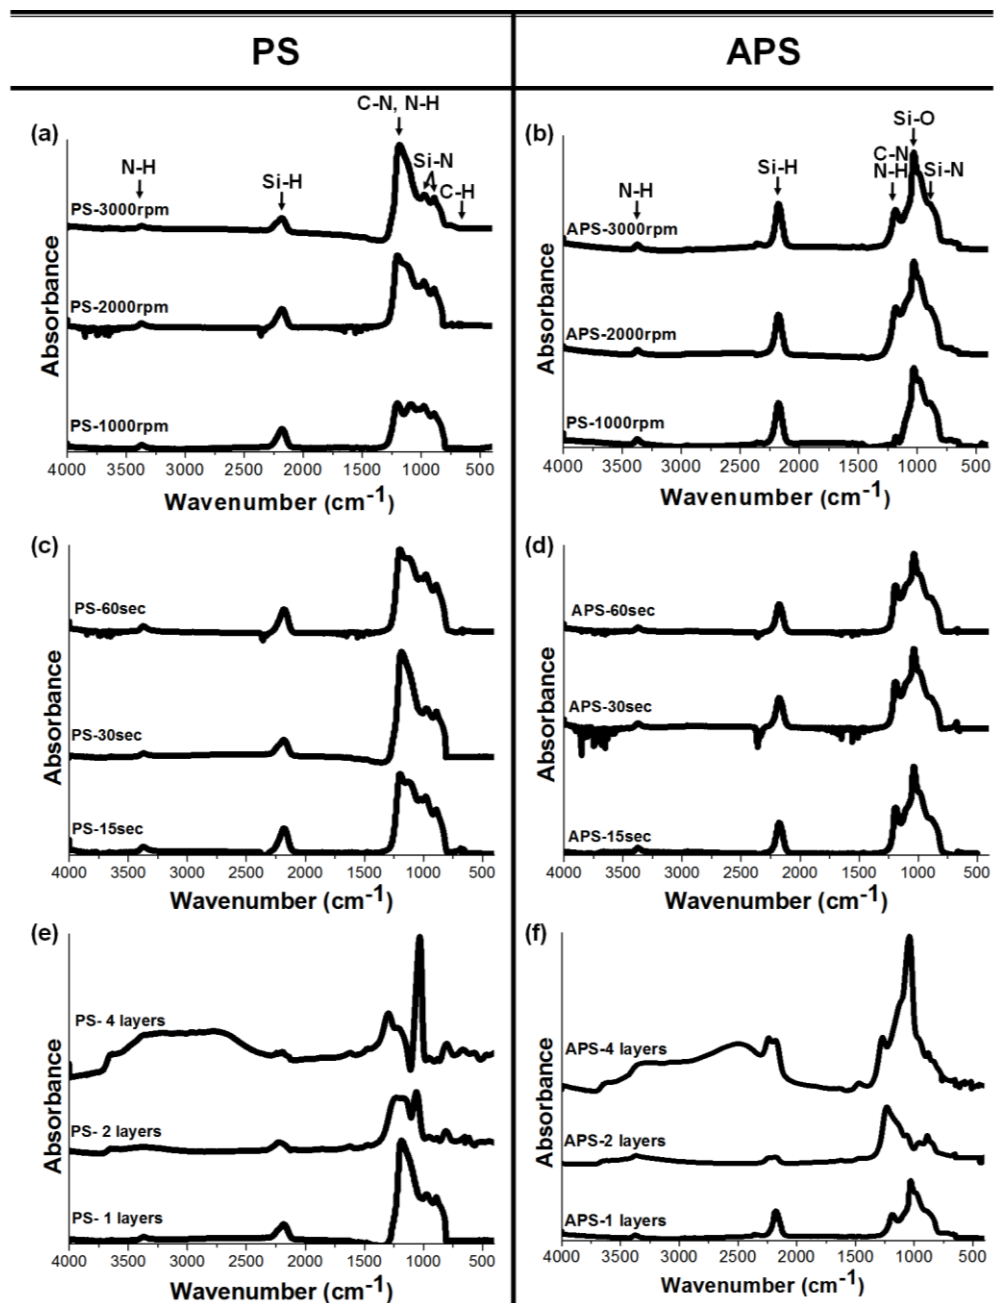 PS
APS
(a)
C-N, N-H
N-H
Si-H
Si-N
C-H
PS-3000rpm
PS-2000rpm
PS-1000rpm
Absorbance
4000 3500 3000 2500 2000 1500 1000 500
Wavenumber (cm-1)
(b)
Si-O
C-N
N-H
Si-N
Si-H
N-H
APS-3000rpm
APS-2000rpm
PS-1000rpm
Absorbance
4000 3500 3000 2500 2000 1500 1000 500
Wavenumber (cm-1)
(c)
PS-60sec
PS-30sec
PS-15sec
Absorbance
4000 3500 3000 2500 2000 1500 1000 500
Wavenumber (cm-1)
(d)
APS-60sec
APS-30sec
APS-15sec
Absorbance
4000 3500 3000 2500 2000 1500 1000 500
Wavenumber (cm-1)
(e)
PS- 4 layers
PS- 2 layers
PS- 1 layers
Absorbance
4000 3500 3000 2500 2000 1500 1000 500
Wavenumber (cm-1)
(f)
APS-4 layers
APS-2 layers
APS-1 layers
Absorbance
4000 3500 3000 2500 2000 1500 1000 500
Wavenumber (cm-1)